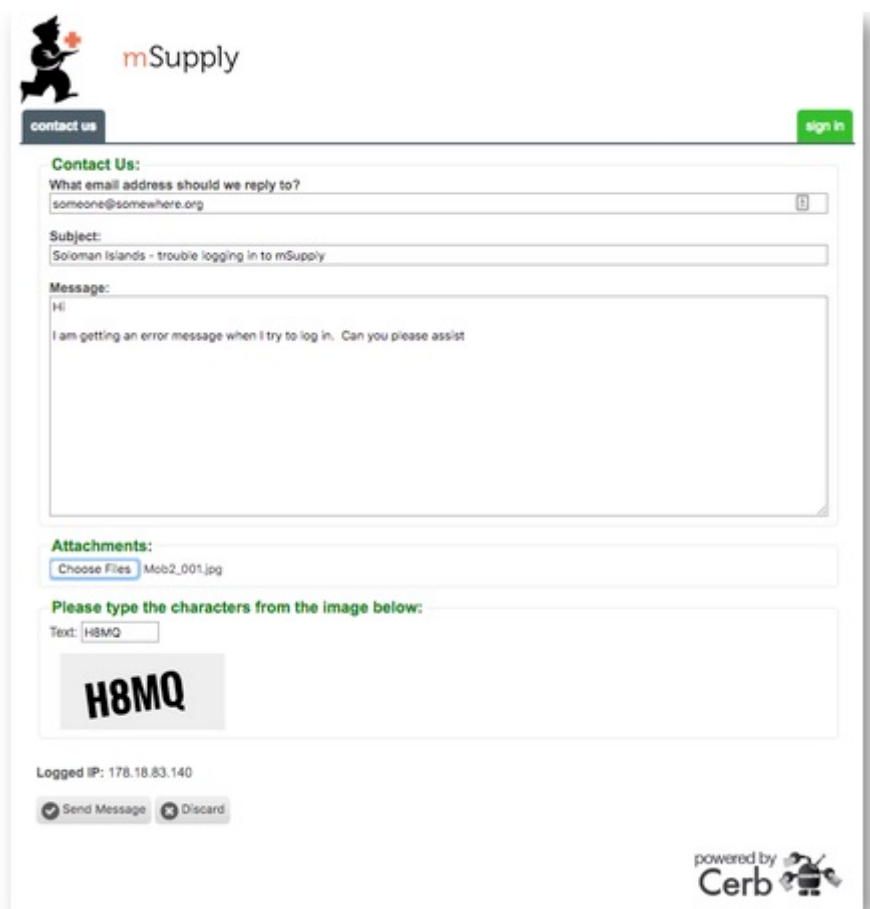 mSupply
contact us
sign in
Contact Us:
What email address should we reply to?
someone@somewhere.org
Subject:
Soloman Islands - trouble logging in to mSupply
Message:
Hi
I am getting an error message when I try to log in.  Can you please assist
Attachments:
Choose Files Mob2_001.jpg
Please type the characters from the image below:
Text: H8MQ
H8MQ
Logged IP: 178.18.83.140
Send Message Discard
powered by
Cerb